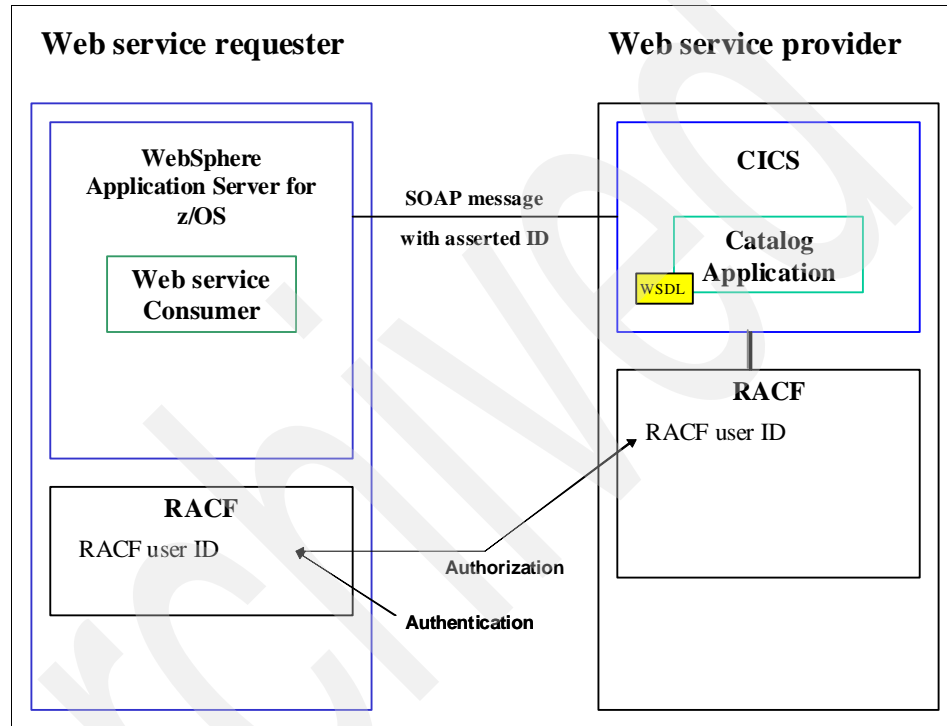 Web service requester
Web service provider
WebSphere
Application Server for
z/OS
Web service
Consumer
SOAP message
with asserted ID
CICS
Catalog
Application
WSDL
RACF
RACF user ID
RACF
RACF user ID
Authorization
Authentication
rchived